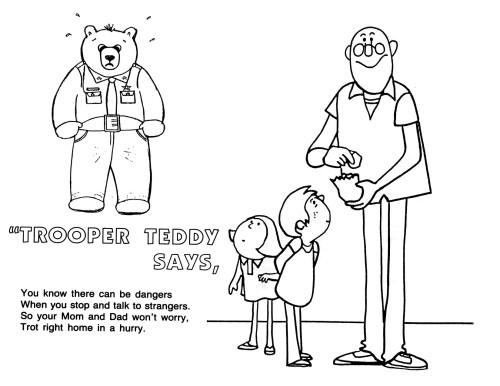 "TROOPER TEDDY
SAYS,
You know there can be dangers
When you stop and talk to strangers.
So your Mom and Dad won't worry,
Trot right home in a hurry.